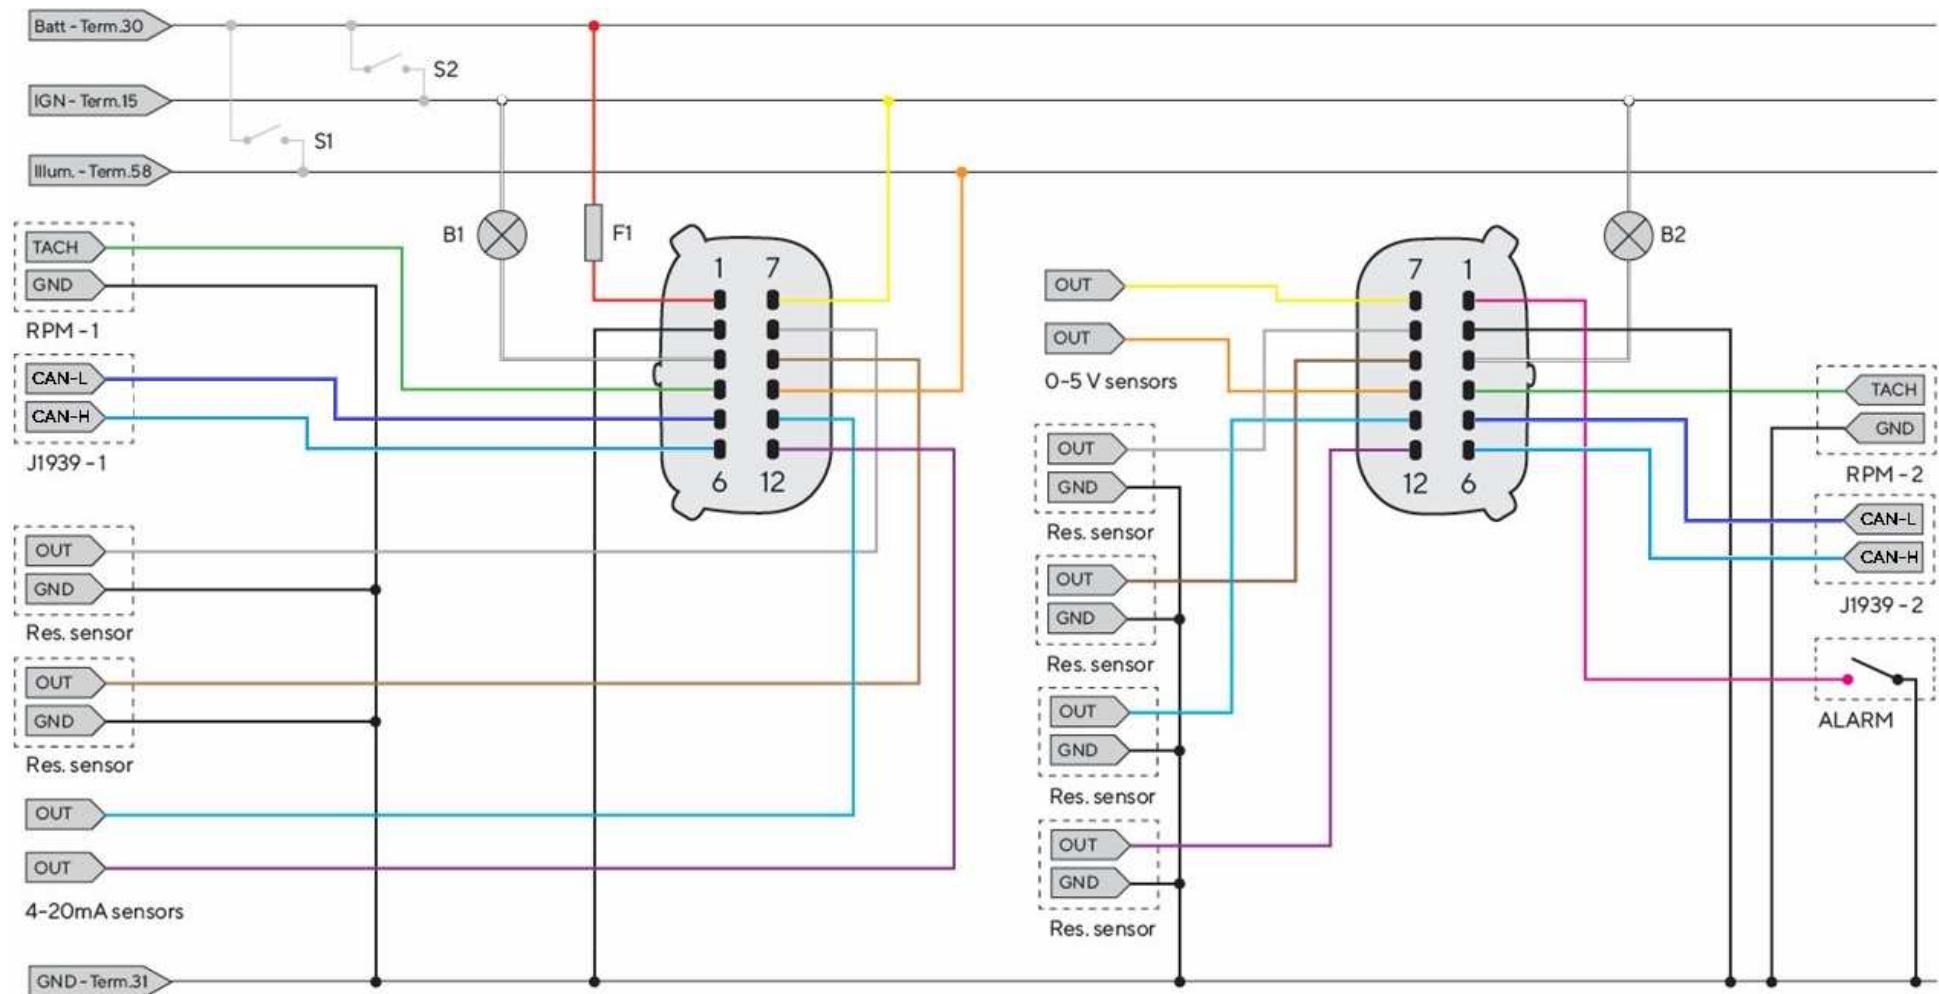 Batt - Term.30
S2
IGN - Term.15
S1
Illum. - Term.58
TACH
GND
RPM - 1
CAN-L
CAN-H
J1939 - 1
B1
F1
1 7
6 12
OUT
GND
Res. sensor
OUT
GND
Res. sensor
OUT
OUT
4-20mA sensors
GND - Term.31
OUT
OUT
0-5 V sensors
OUT
GND
Res. sensor
OUT
GND
Res. sensor
OUT
GND
Res. sensor
OUT
GND
Res. sensor
7 1
12 6
B2
TACH
GND
RPM - 2
CAN-L
CAN-H
J1939 - 2
ALARM